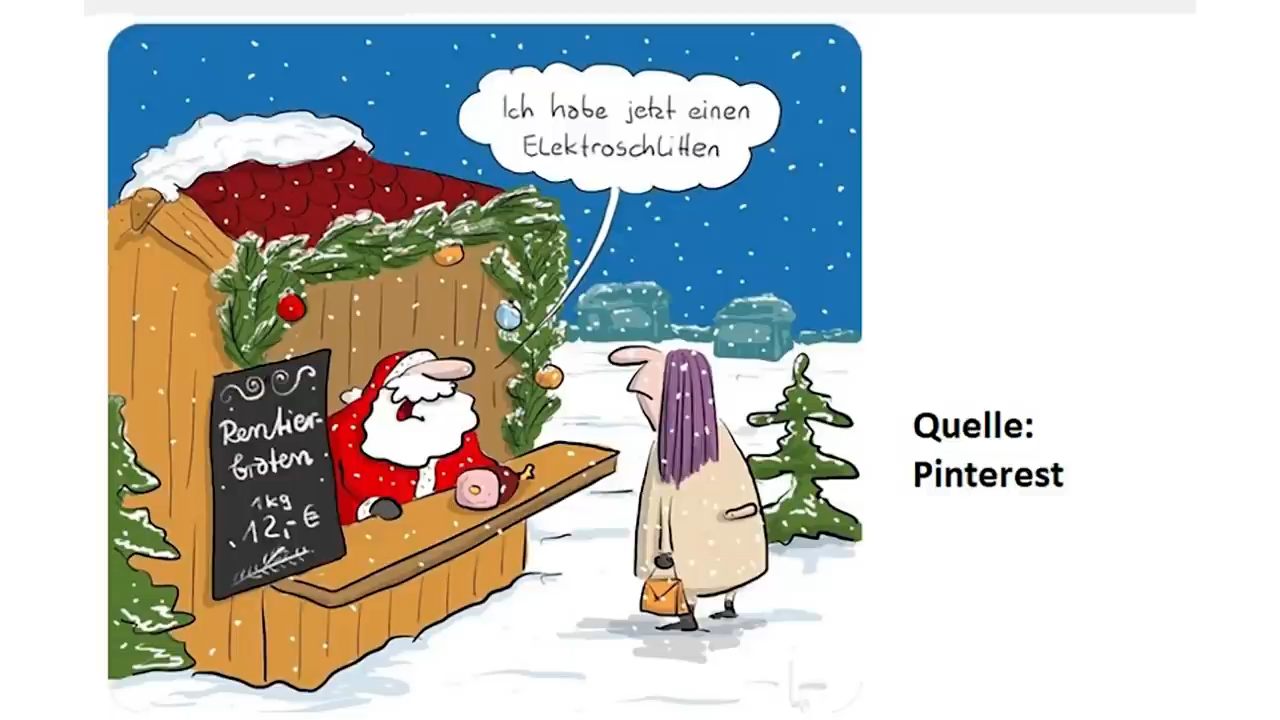 Ich habe jetzt einen
Elektroschlitten
Rentier-
braten
1kg
12,- €
Quelle:
Pinterest